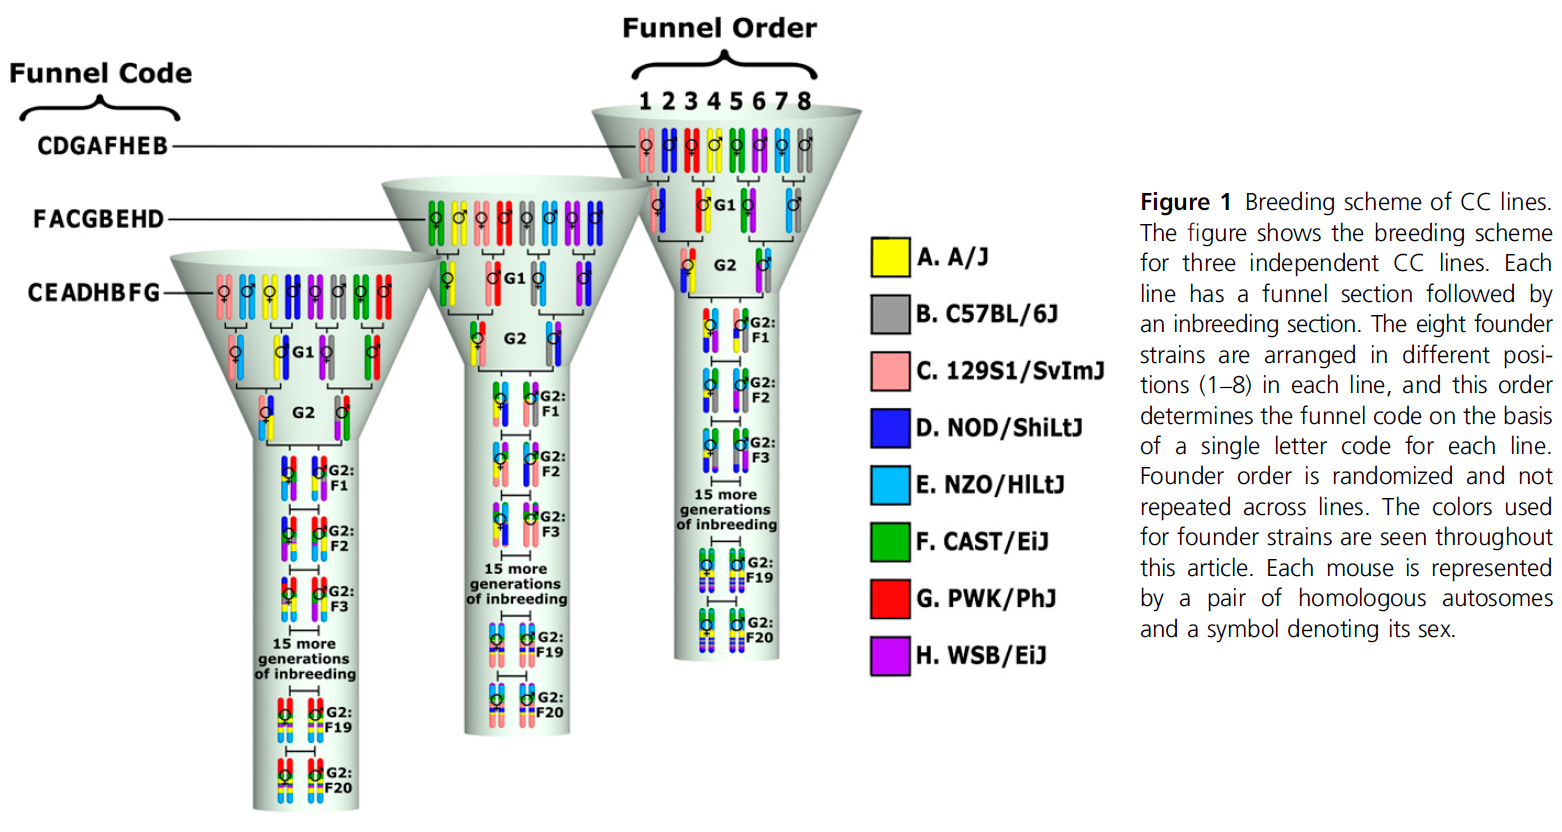 Funnel Order
Funnel Code
1 2 3 4 5 6 7 8
CDGAFHEB
G1
G2
G2:
F1
G2:
F2
G2:
F3
15 more
generations
of inbreeding
G2:
F19
G2:
F20
FACGBEHD
G1
G2
G2:
F1
G2:
F2
G2:
F3
15 more
generations
of inbreeding
G2:
F19
G2:
F20
CEADHBFG
G1
G2
G2:
F1
G2:
F2
G2:
F3
15 more
generations
of inbreeding
G2:
F19
G2:
F20
A. A/J
B. C57BL/6J
C. 129S1/SvImJ
D. NOD/ShiLtJ
E. NZO/HlLtJ
F. CAST/EiJ
G. PWK/PhJ
H. WSB/EiJ
Figure 1 Breeding scheme of CC lines.
The figure shows the breeding scheme
for three independent CC lines. Each
line has a funnel section followed by
an inbreeding section. The eight founder
strains are arranged in different posi-
tions (1–8) in each line, and this order
determines the funnel code on the basis
of a single letter code for each line.
Founder order is randomized and not
repeated across lines. The colors used
for founder strains are seen throughout
this article. Each mouse is represented
by a pair of homologous autosomes
and a symbol denoting its sex.